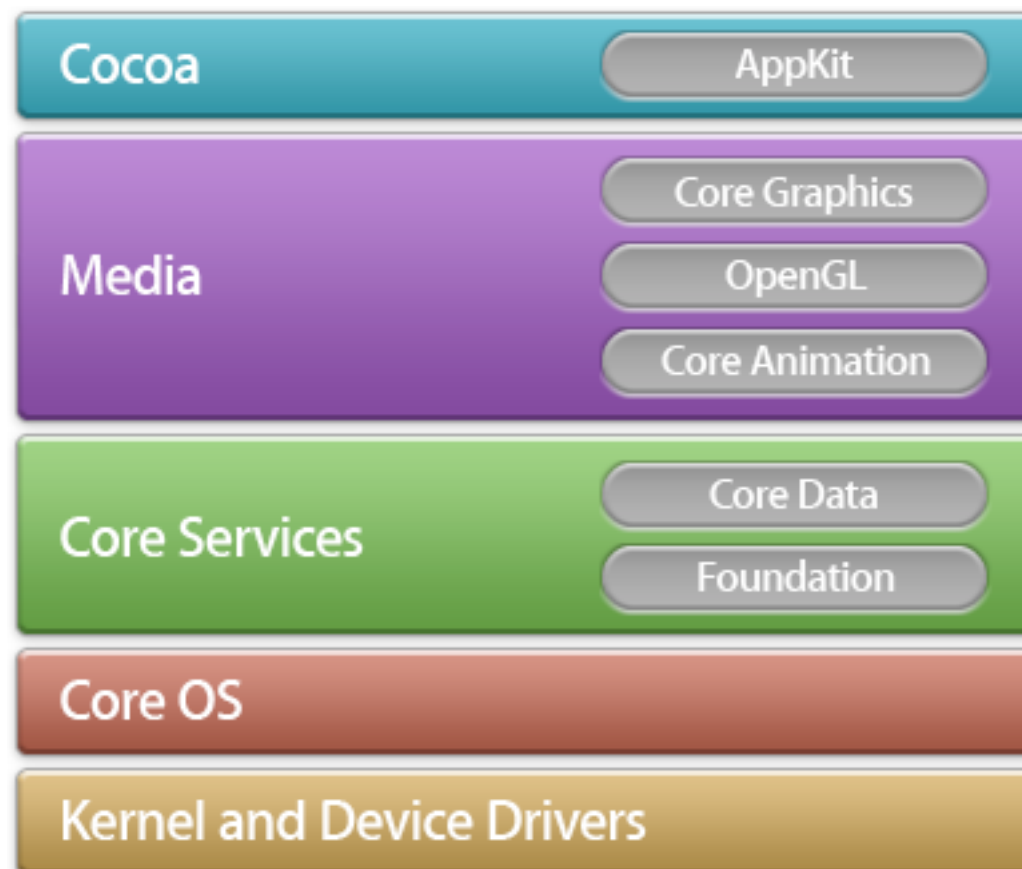 Cocoa
AppKit
Media
Core Graphics
OpenGL
Core Animation
Core Services
Core Data
Foundation
Core OS
Kernel and Device Drivers